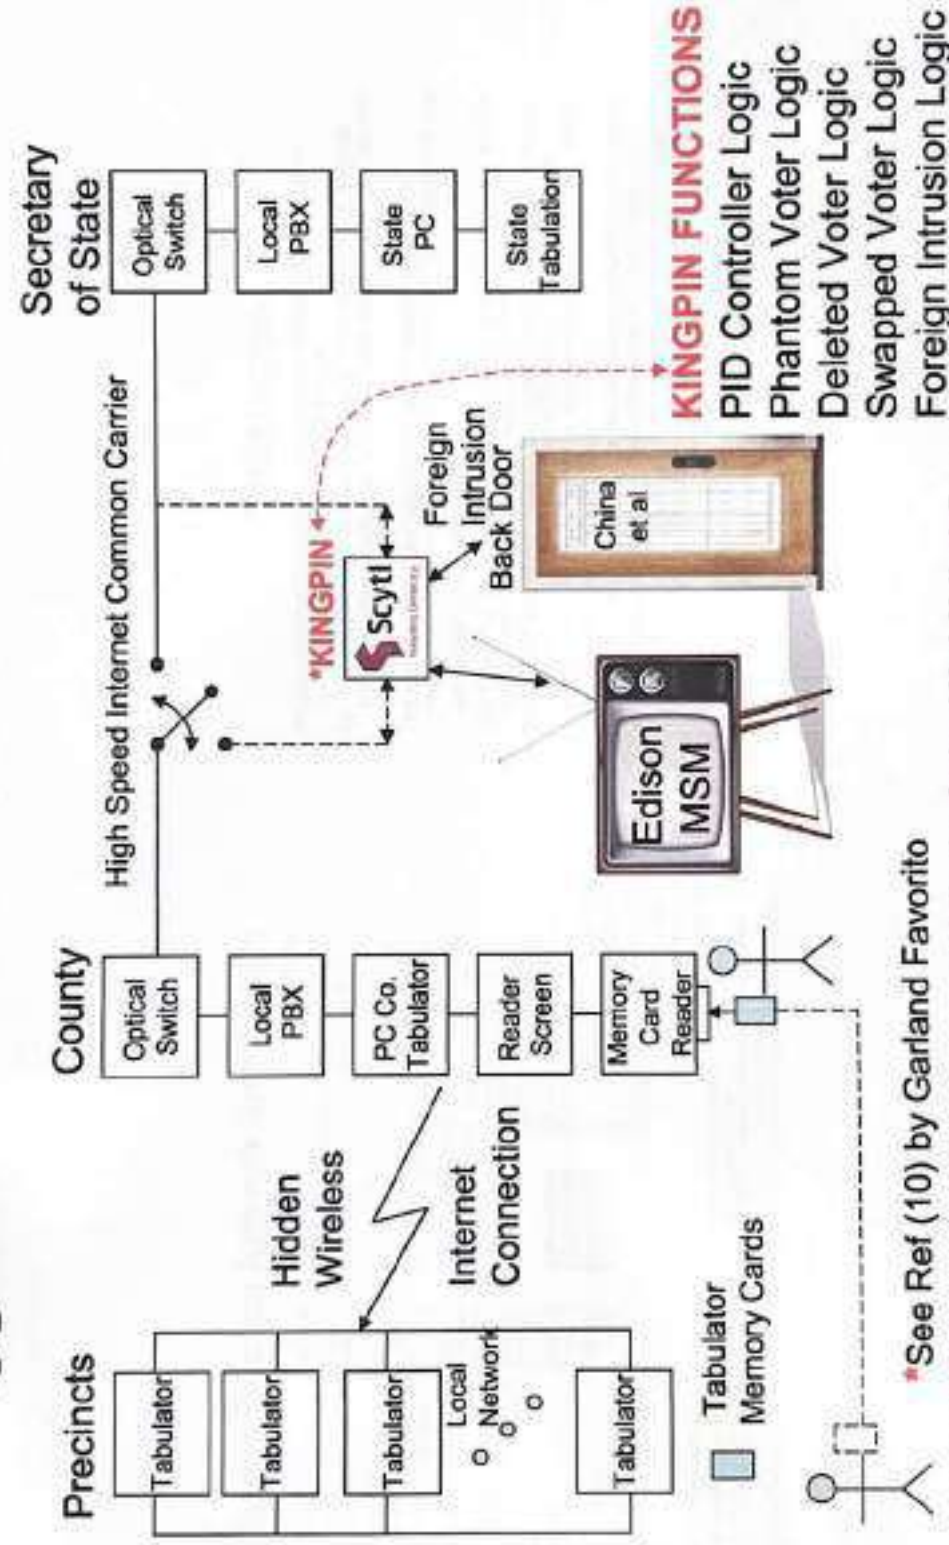 Precincts
Tabulator
Tabulator
Tabulator
Local
Network
Tabulator
Tabulator
Memory Cards
Hidden
Wireless
Internet
Connection
County
Optical
Switch
Local
PBX
PC Co.
Tabulator
Reader
Screen
Memory
Card
Reader
High Speed Internet Common Carrier
*KINGPIN
Scytl
Foreign
Intrusion
Back Door
China
et al
Edison
MSM
Secretary
of State
Optical
Switch
Local
PBX
State
PC
State
Tabulation
KINGPIN FUNCTIONS
PID Controller Logic
Phantom Voter Logic
Deleted Voter Logic
Swapped Voter Logic
Foreign Intrusion Logic
*See Ref (10) by Garland Favorito